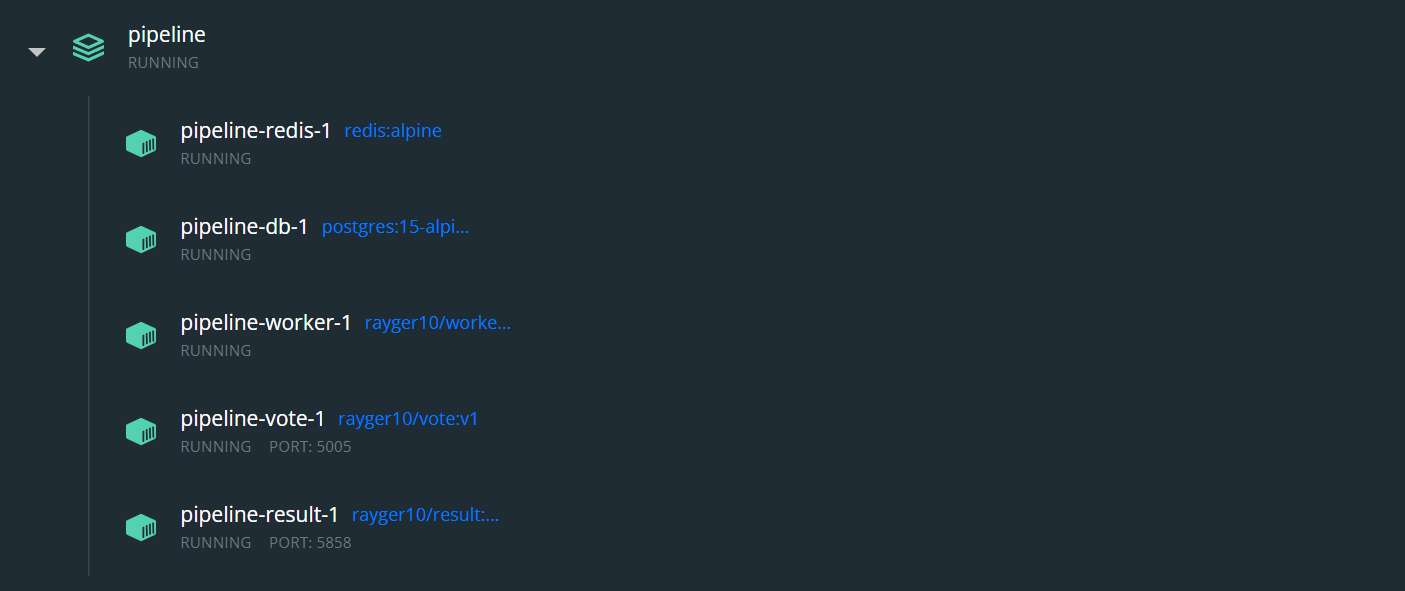 pipeline
RUNNING
pipeline-redis-1 redis:alpine
RUNNING
pipeline-db-1 postgres:15-alpi...
RUNNING
pipeline-worker-1 rayger10/worke...
RUNNING
pipeline-vote-1 rayger10/vote:v1
RUNNING PORT: 5005
pipeline-result-1 rayger10/result:...
RUNNING PORT: 5858